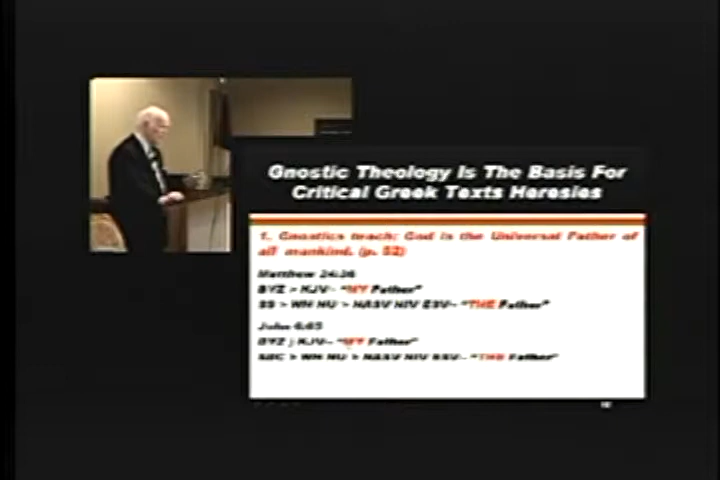 Gnostic Theology Is The Basis For
Critical Greek Texts Heresies
1. Gnostics teach: God is the Universal Father of
all mankind. (p. 52)
Matthew 24:36
BYZ > KJV-- "MY Father"
> WH NU > NASV NIV ESV-- "THE Father"
John 6:65
BYZ KJV-- "MY Father"
> WH NU > NASV NIV ESV-- "THE Father"